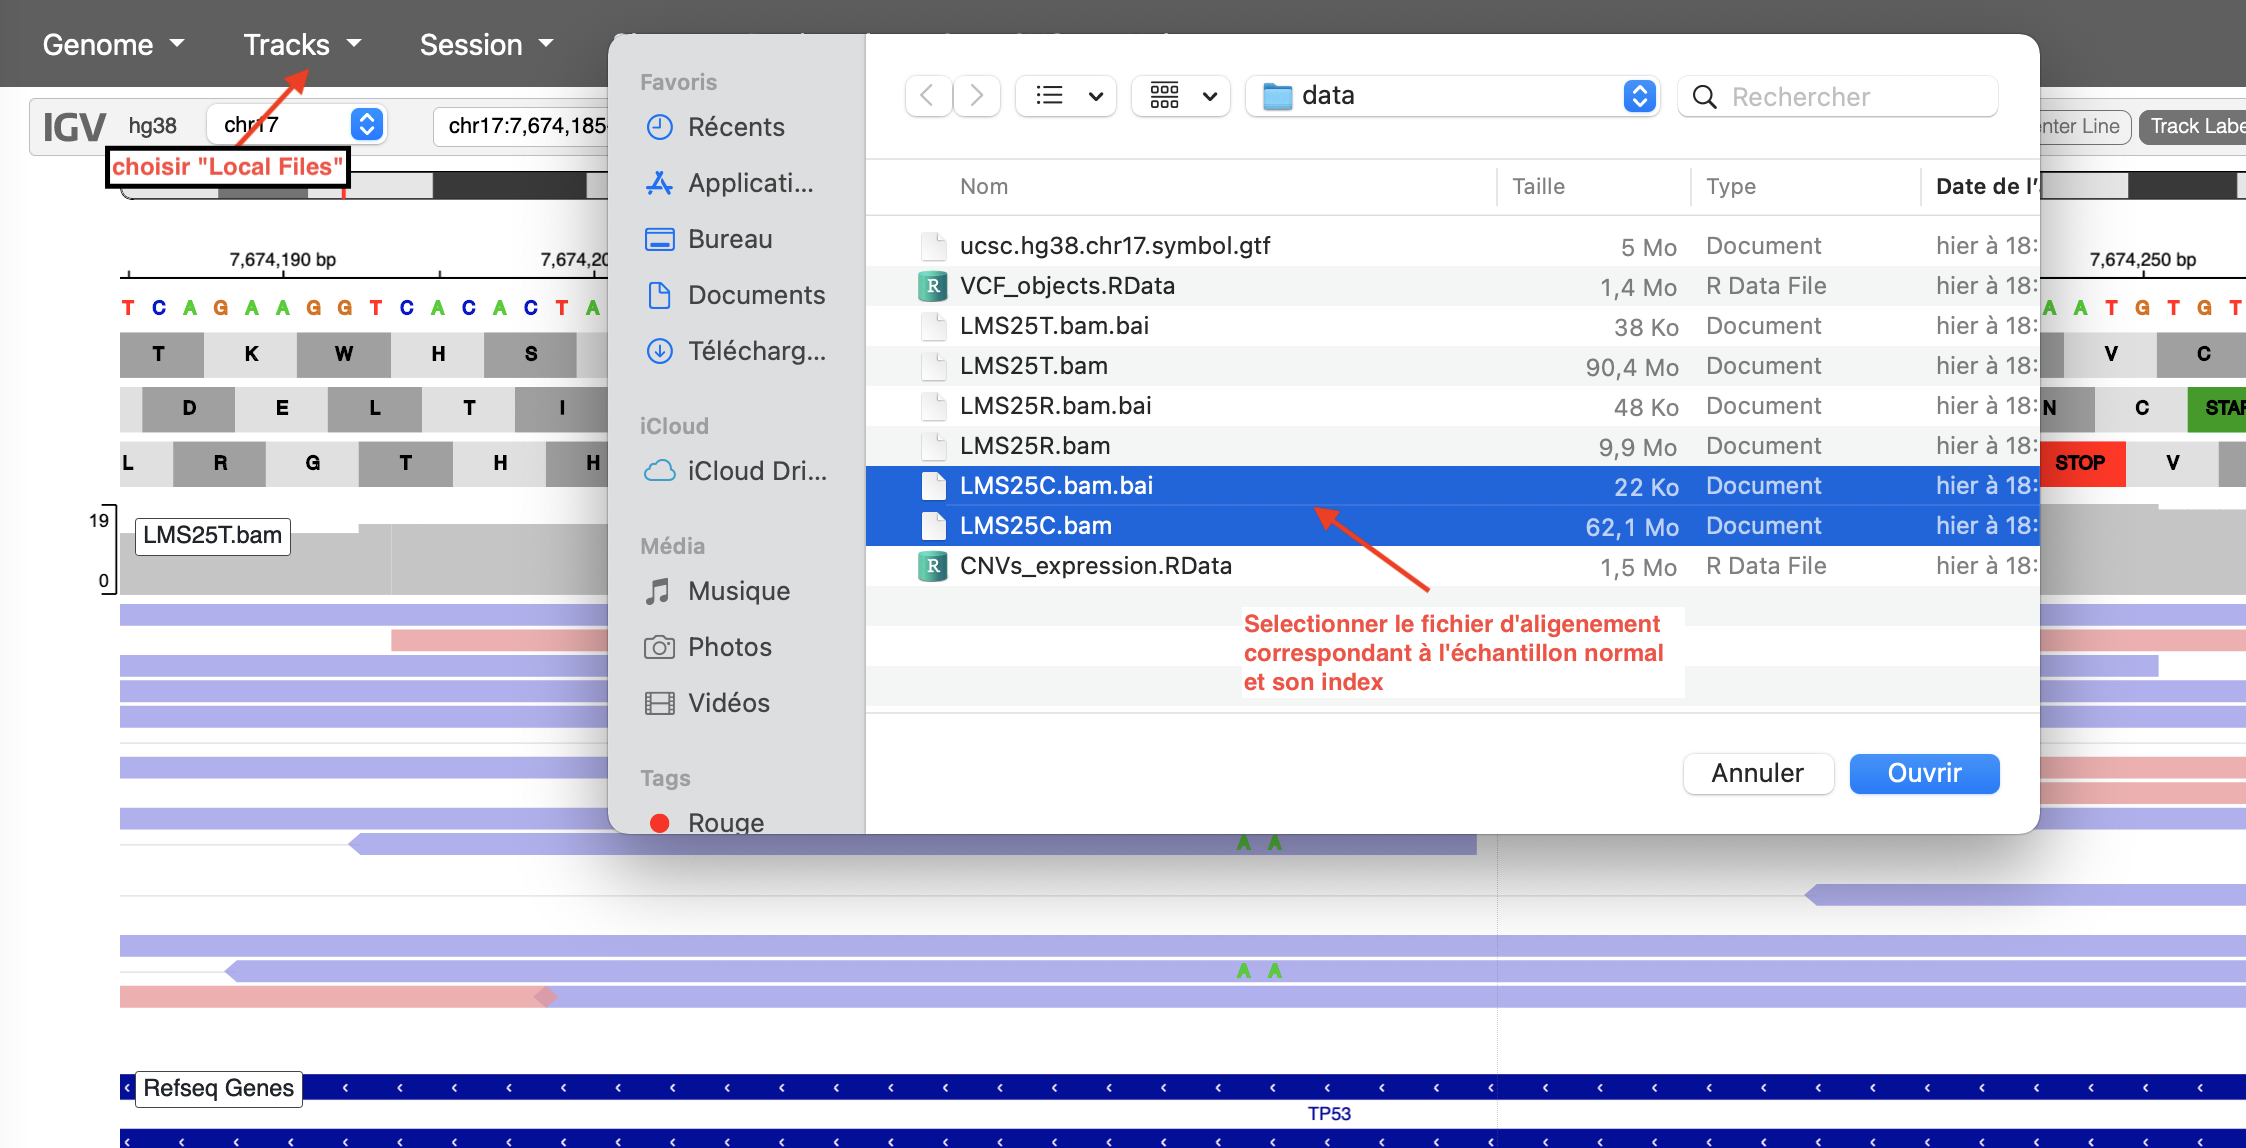 Genome Tracks Session
IGV hg38 chr17 chr17:7,674,185- nter Line Track Labe
choisir "Local Files"
7,674,190 bp 7,674,20 7,674,250 bp
T C A G A A G G T C A C A C T A A A T G T G T
T K W H S V C
D E L T I N C STAR
L R G T H H STOP V
19
0
LMS25T.bam
Favoris
Récents
Applicati...
Bureau
Documents
Télécharg...
iCloud
iCloud Dri...
Média
Musique
Photos
Vidéos
Tags
Rouge
data
Rechercher
Nom Taille Type Date de l'
ucsc.hg38.chr17.symbol.gtf 5 Mo Document hier à 18:
VCF_objects.RData 1,4 Mo R Data File hier à 18:
LMS25T.bam.bai 38 Ko Document hier à 18:
LMS25T.bam 90,4 Mo Document hier à 18:
LMS25R.bam.bai 48 Ko Document hier à 18:
LMS25R.bam 9,9 Mo Document hier à 18:
LMS25C.bam.bai 22 Ko Document hier à 18:
LMS25C.bam 62,1 Mo Document hier à 18:
CNVs_expression.RData 1,5 Mo R Data File hier à 18:
Selectionner le fichier d'aligenement
correspondant à l'échantillon normal
et son index
Annuler Ouvrir
A A
A A
Refseq Genes
TP53